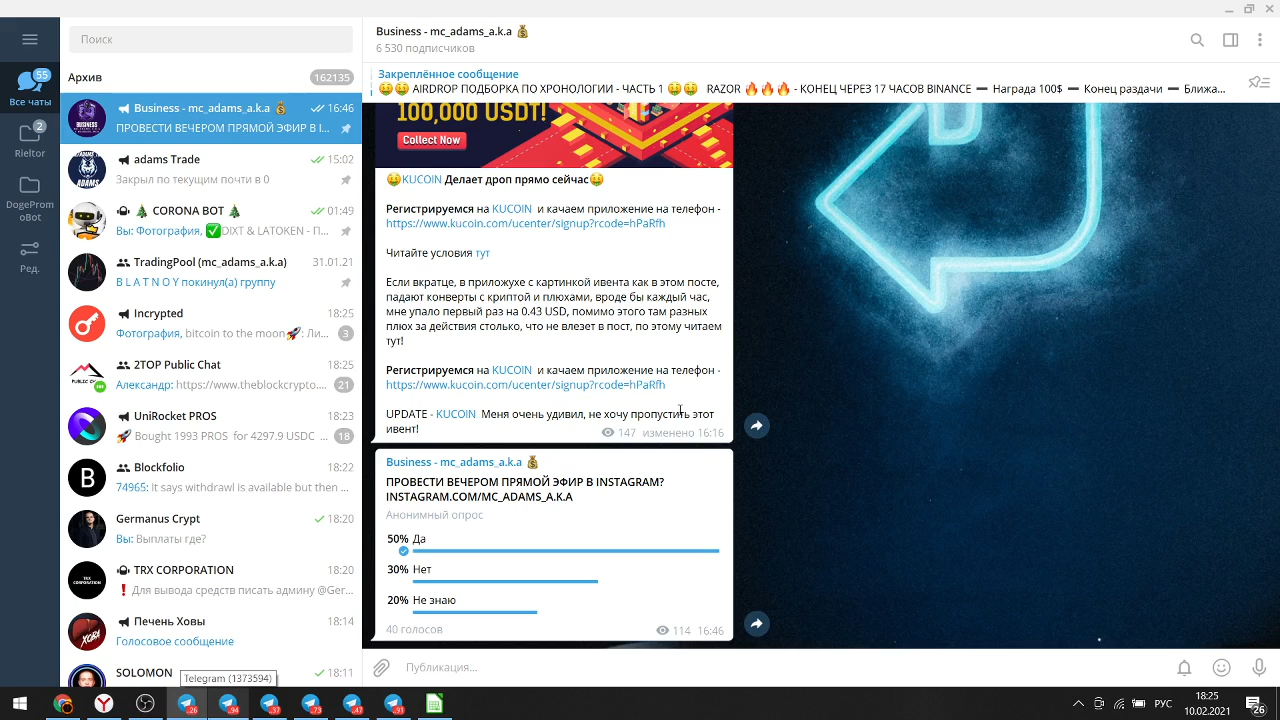 Поиск
Архив
162135
55
Все чаты
2
Rieltor
DogeProm
oBot
Ред.
Business - mc_adams_a.k.a 💰 16:46
ПРОВЕСТИ ВЕЧЕРОМ ПРЯМОЙ ЭФИР В I...
adams Trade 15:02
Закрыл по текущим почти в 0
🎄 CORONA BOT 🎄 01:49
Вы: Фотография, ✅DIXT & LATOKEN - П...
TradingPool (mc_adams_a.k.a) 31.01.21
B L A T N O Y покинул(а) группу
Incrypted 18:25
Фотография, bitcoin to the moon🚀: Ли... 3
2TOP Public Chat 18:25
Александр: https://www.theblockcrypto.... 21
UniRocket PROS 18:23
🚀 Bought 1993 PROS for 4297.9 USDC ... 18
Blockfolio 18:22
74965: It says withdrawl is available but then ...
Germanus Crypt 18:20
Вы: Выплаты где?
TRX CORPORATION 18:20
❗ Для вывода средств писать админу @Ger...
Печень Ховы 18:14
Голосовое сообщение
SOLOMON 18:11
Telegram (1373594)
Business - mc_adams_a.k.a 💰
6 530 подписчиков
Закреплённое сообщение
🤑🤑 AIRDROP ПОДБОРКА ПО ХРОНОЛОГИИ - ЧАСТЬ 1 🤑🤑 RAZOR 🔥🔥🔥 - КОНЕЦ ЧЕРЕЗ 17 ЧАСОВ BINANCE ➖ Награда 100$ ➖ Конец раздачи ➖ Ближа...
100,000 USDT!
Collect Now
🤑KUCOIN Делает дроп прямо сейчас🤑
Регистрируемся на KUCOIN и качаем приложение на телефон -
https://www.kucoin.com/ucenter/signup?rcode=hPaRfh
Читайте условия тут
Если вкратце, в приложухе с картинкой ивента как в этом посте,
падают конверты с криптой и плюхами, вроде бы каждый час,
мне упало первый раз на 0.43 USD, помимо этого там разных
плюх за действия столько, что не влезет в пост, по этому читаем
тут!
Регистрируемся на KUCOIN и качаем приложение на телефон -
https://www.kucoin.com/ucenter/signup?rcode=hPaRfh
UPDATE - KUCOIN Меня очень удивил, не хочу пропустить этот
ивент!
147 изменено 16:16
Business - mc_adams_a.k.a 💰
ПРОВЕСТИ ВЕЧЕРОМ ПРЯМОЙ ЭФИР В INSTAGRAM?
INSTAGRAM.COM/MC_ADAMS_A.K.A
Анонимный опрос
50% Да
30% Нет
20% Не знаю
40 голосов 114 16:46
Публикация...
РУС
18:25
10.02.2021
26